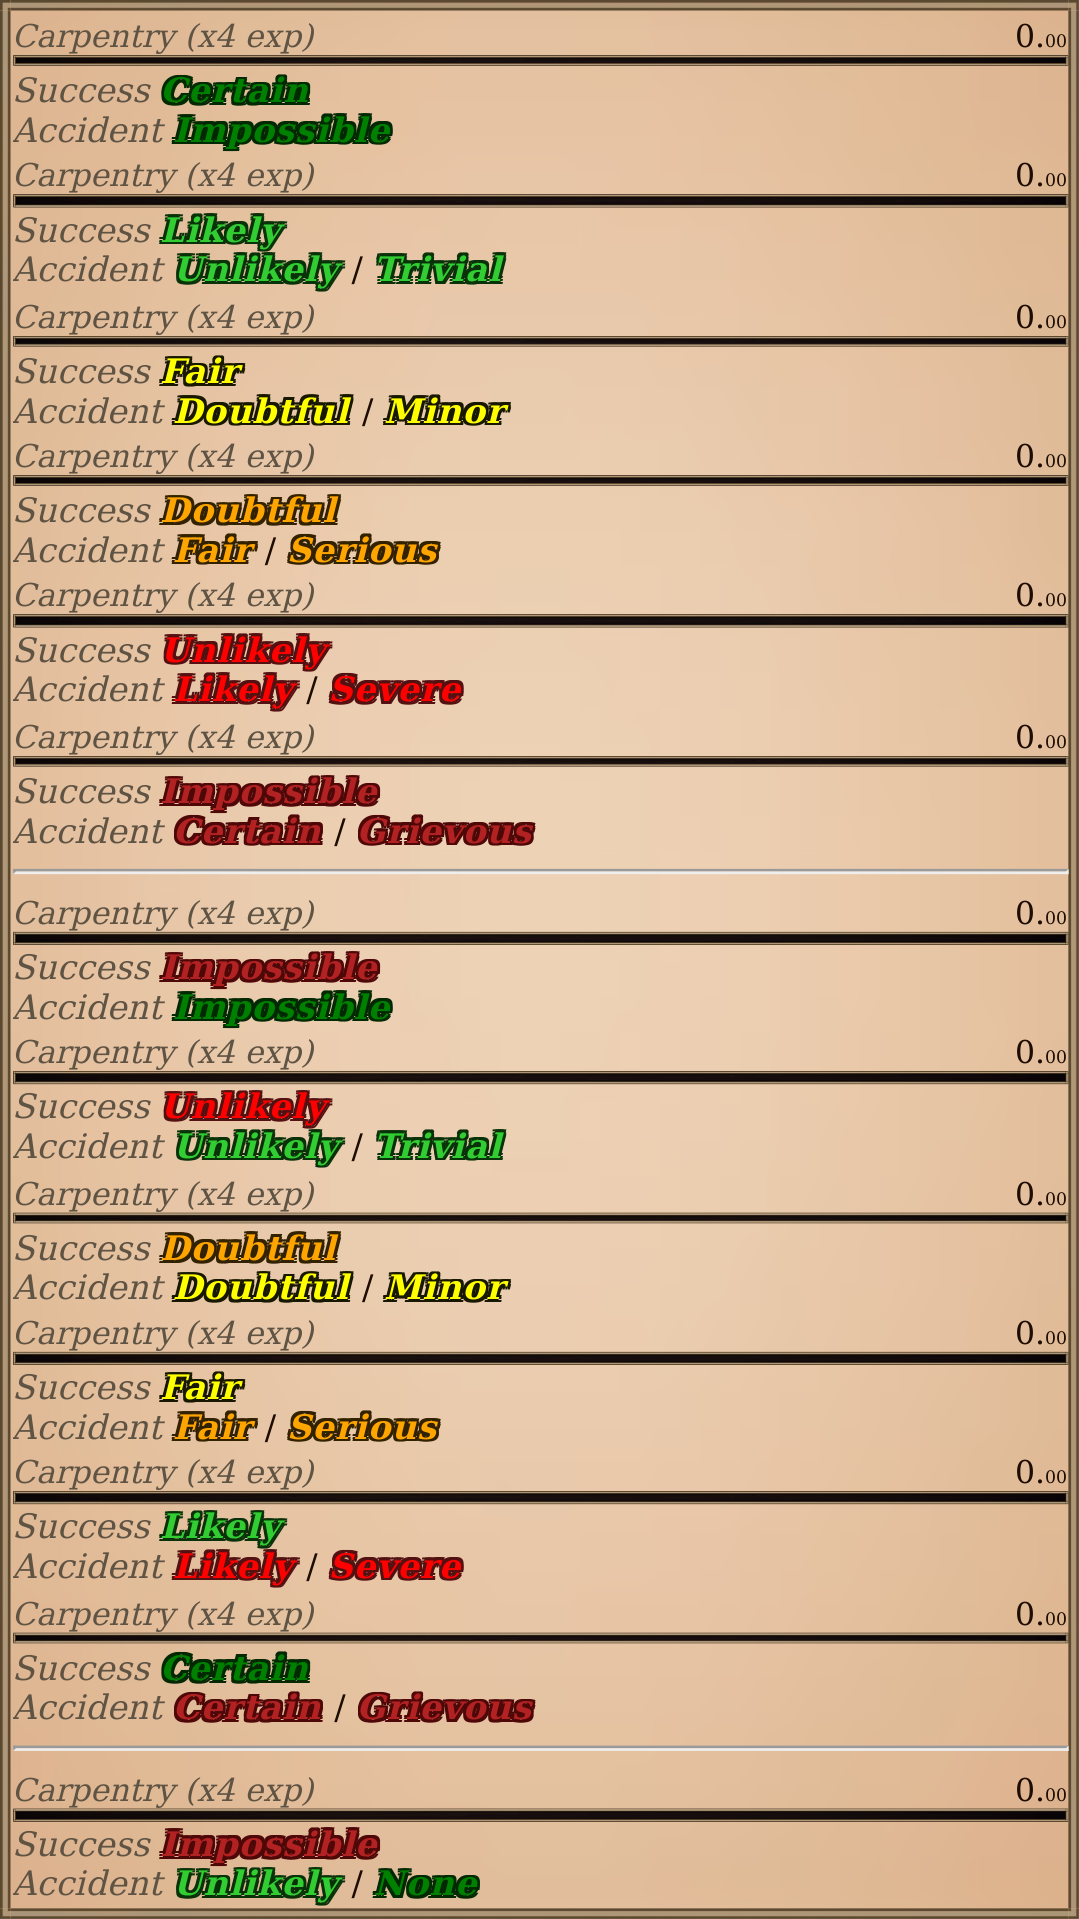 Carpentry (x4 exp) 0.00
Success Certain
Accident Impossible
Carpentry (x4 exp) 0.00
Success Likely
Accident Unlikely / Trivial
Carpentry (x4 exp) 0.00
Success Fair
Accident Doubtful / Minor
Carpentry (x4 exp) 0.00
Success Doubtful
Accident Fair / Serious
Carpentry (x4 exp) 0.00
Success Unlikely
Accident Likely / Severe
Carpentry (x4 exp) 0.00
Success Impossible
Accident Certain / Grievous
Carpentry (x4 exp) 0.00
Success Impossible
Accident Impossible
Carpentry (x4 exp) 0.00
Success Unlikely
Accident Unlikely / Trivial
Carpentry (x4 exp) 0.00
Success Doubtful
Accident Doubtful / Minor
Carpentry (x4 exp) 0.00
Success Fair
Accident Fair / Serious
Carpentry (x4 exp) 0.00
Success Likely
Accident Likely / Severe
Carpentry (x4 exp) 0.00
Success Certain
Accident Certain / Grievous
Carpentry (x4 exp) 0.00
Success Impossible
Accident Unlikely / None